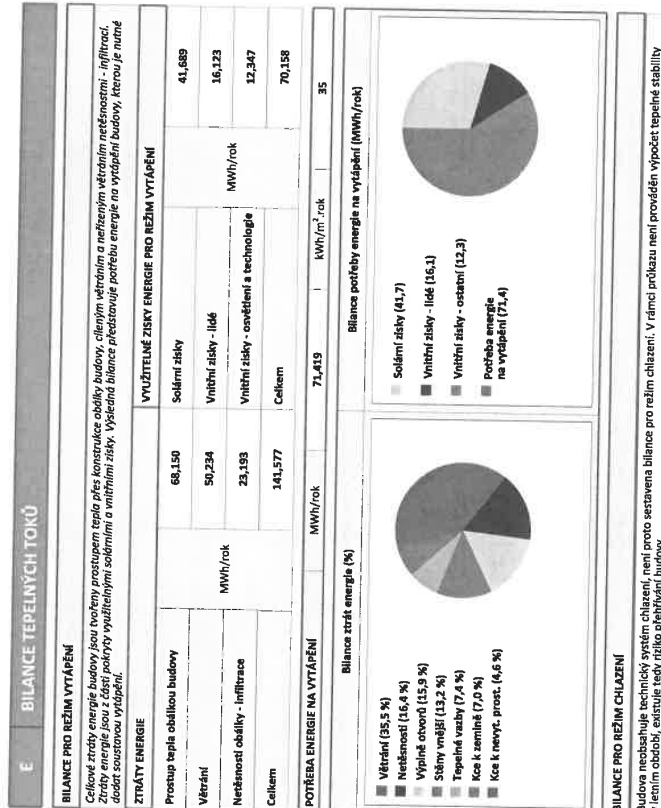 E BILANCE TEPELNÝCH TOKŮ
BILANCE PRO REŽIM VYTÁPĚNÍ
Celkové ztráty energie budovy jsou tvořeny prostupem tepla přes konstrukce obálky budovy, cíleným větráním a neřízeným větráním netěsnostmi - infiltrací.
Ztráty energie jsou z části pokryty využitelnými solárními a vnitřními zisky. Výsledná bilance představuje potřebu energie na vytápění budovy, kterou je nutné
dodat soustavou vytápění.
ZTRÁTY ENERGIE VYUŽITELNÉ ZISKY ENERGIE PRO REŽIM VYTÁPĚNÍ
Prostup tepla obálkou budovy 68,150 Solární zisky 41,689
Větrání MWh/rok 50,234 Vnitřní zisky - lidé MWh/rok 16,123
Netěsnosti obálky - infiltrace 23,193 Vnitřní zisky - osvětlení a technologie 12,347
Celkem 141,577 Celkem 70,158
POTŘEBA ENERGIE NA VYTÁPĚNÍ MWh/rok 71,419 kWh/m².rok 35
Bilance ztrát energie (%)
Větrání (35,5 %)
Netěsnosti (16,4 %)
Výplně otvorů (15,9 %)
Stěny vnější (13,2 %)
Tepelné vazby (7,4 %)
Kce k zemině (7,0 %)
Kce k nevyt. prost. (4,6 %)
Bilance potřeby energie na vytápění (MWh/rok)
Solární zisky (41,7)
Vnitřní zisky - lidé (16,1)
Vnitřní zisky - ostatní (12,3)
Potřeba energie
na vytápění (71,4)
BILANCE PRO REŽIM CHLAZENÍ
Budova neobsahuje technický systém chlazení, není proto sestavena bilance pro režim chlazení. V rámci průkazu není prováděn výpočet tepelné stability
letním období, existuje tedy riziko přehřívání budovy